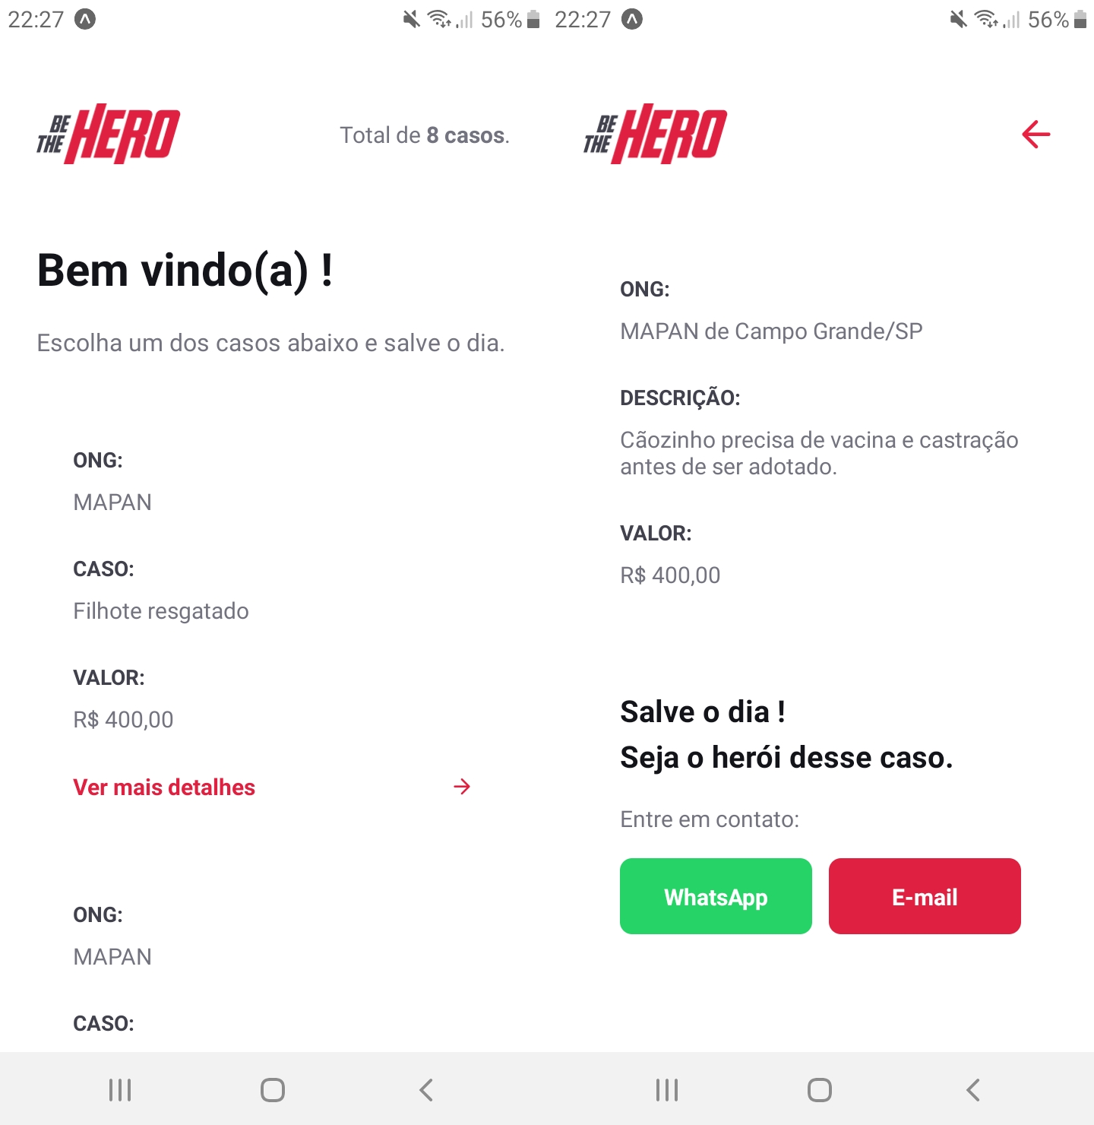 22:27
56%
BE
THE HERO
Total de 8 casos.
Bem vindo(a) !
Escolha um dos casos abaixo e salve o dia.
ONG:
MAPAN
CASO:
Filhote resgatado
VALOR:
R$ 400,00
Ver mais detalhes
ONG:
MAPAN
CASO:
22:27
56%
BE
THE HERO
ONG:
MAPAN de Campo Grande/SP
DESCRIÇÃO:
Cãozinho precisa de vacina e castração
antes de ser adotado.
VALOR:
R$ 400,00
Salve o dia !
Seja o herói desse caso.
Entre em contato:
WhatsApp
E-mail